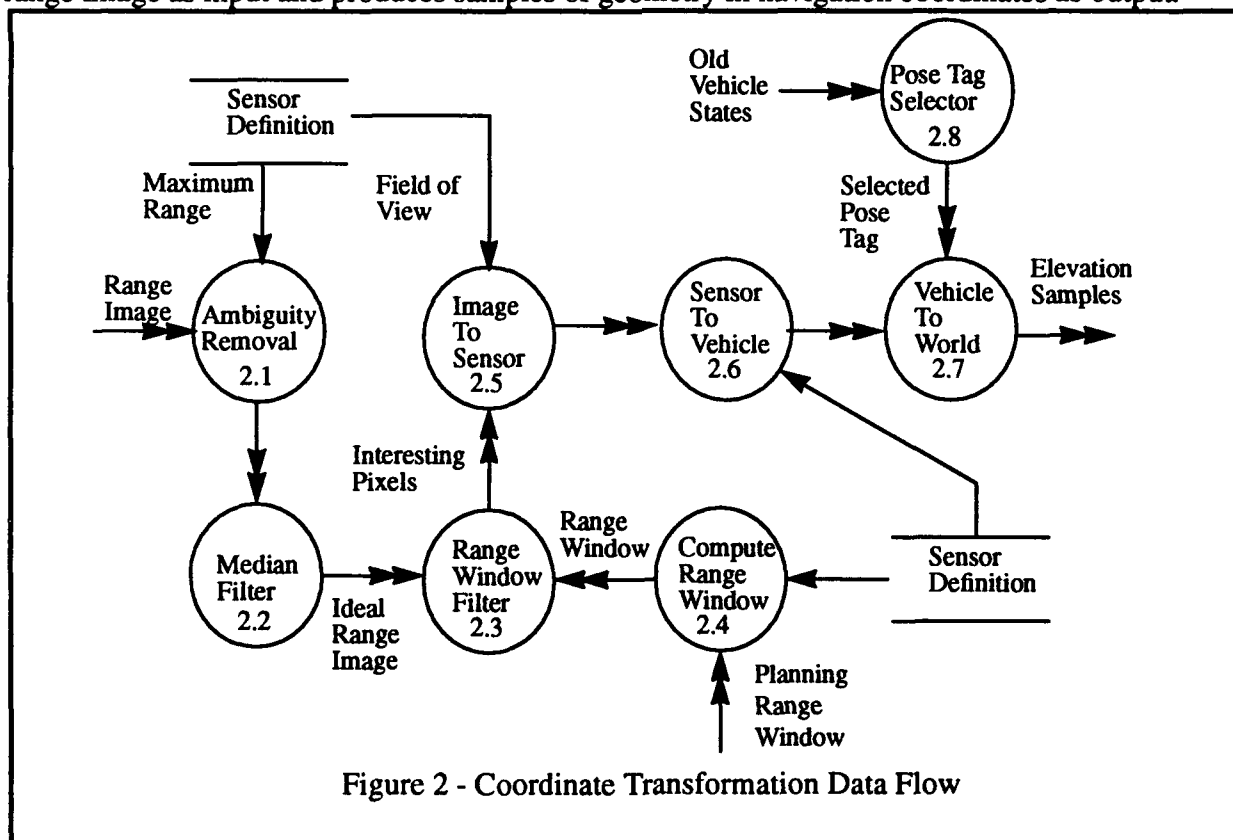 range image as input and produces samples of geometry in navigation coordinates as output
Old
Vehicle
States
Pose Tag
Selector
2.8
Sensor
Definition
Maximum
Range
Field of
View
Selected
Pose
Tag
Range
Image
Ambiguity
Removal
2.1
Image
To
Sensor
2.5
Sensor
To
Vehicle
2.6
Vehicle
To
World
2.7
Elevation
Samples
Interesting
Pixels
Median
Filter
2.2
Ideal
Range
Image
Range
Window
Filter
2.3
Range
Window
Compute
Range
Window
2.4
Sensor
Definition
Planning
Range
Window
Figure 2 - Coordinate Transformation Data Flow